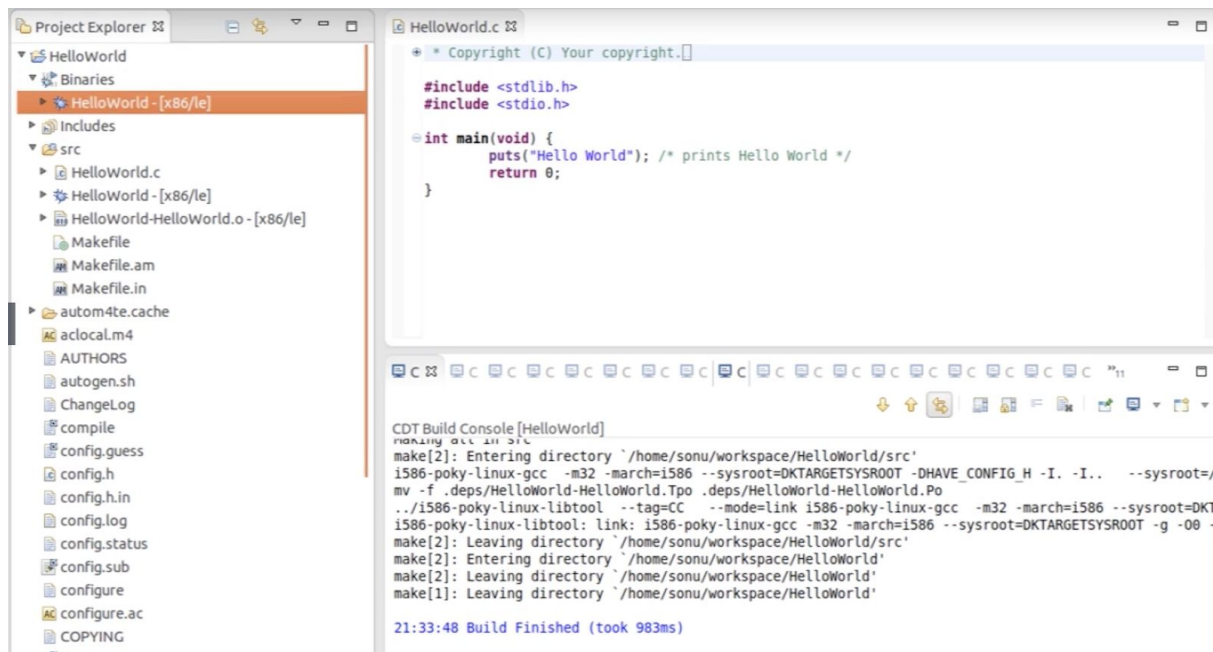 Project Explorer
HelloWorld
Binaries
HelloWorld - [x86/le]
Includes
src
HelloWorld.c
HelloWorld - [x86/le]
HelloWorld-HelloWorld.o - [x86/le]
Makefile
Makefile.am
Makefile.in
autom4te.cache
aclocal.m4
AUTHORS
autogen.sh
ChangeLog
compile
config.guess
config.h
config.h.in
config.log
config.status
config.sub
configure
configure.ac
COPYING
HelloWorld.c
* Copyright (C) Your copyright.
#include <stdlib.h>
#include <stdio.h>
int main(void) {
puts("Hello World"); /* prints Hello World */
return 0;
}
C C C C C C C C C C C C C C C C C »11
CDT Build Console [HelloWorld]
Making all in src
make[2]: Entering directory `/home/sonu/workspace/HelloWorld/src'
i586-poky-linux-gcc -m32 -march=i586 --sysroot=DKTARGETSYSROOT -DHAVE_CONFIG_H -I. -I.. --sysroot=/
mv -f .deps/HelloWorld-HelloWorld.Tpo .deps/HelloWorld-HelloWorld.Po
../i586-poky-linux-libtool --tag=CC --mode=link i586-poky-linux-gcc -m32 -march=i586 --sysroot=DKT
i586-poky-linux-libtool: link: i586-poky-linux-gcc -m32 -march=i586 --sysroot=DKTARGETSYSROOT -g -O0 -
make[2]: Leaving directory `/home/sonu/workspace/HelloWorld/src'
make[2]: Entering directory `/home/sonu/workspace/HelloWorld'
make[2]: Leaving directory `/home/sonu/workspace/HelloWorld'
make[1]: Leaving directory `/home/sonu/workspace/HelloWorld'
21:33:48 Build Finished (took 983ms)